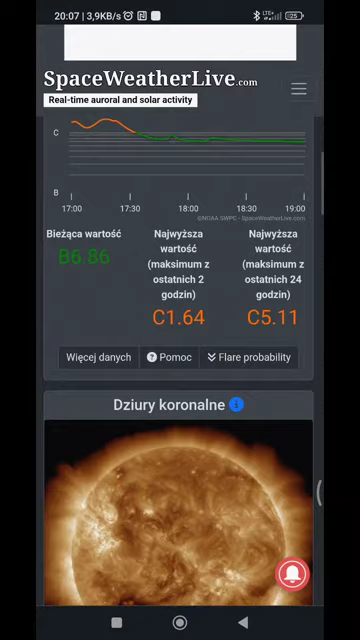 20:07 | 3,9KB/s
LTE+
25
SpaceWeatherLive.com
Real-time auroral and solar activity
C
B
17:00 17:30 18:00 18:30 19:00
©NOAA-SWPC - SpaceWeatherLive.com
Bieżąca wartość
B6.86
Najwyższa
wartość
(maksimum z
ostatnich 2
godzin)
C1.64
Najwyższa
wartość
(maksimum z
ostatnich 24
godzin)
C5.11
Więcej danych
Pomoc
Flare probability
Dziury koronalne